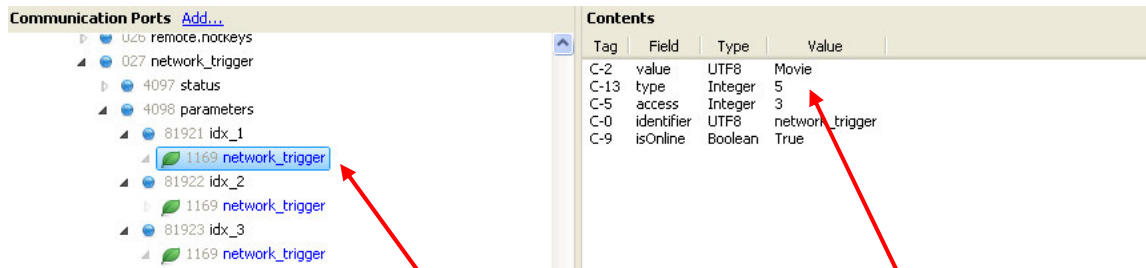 Communication Ports Add...
026 remote.hotkeys
027 network_trigger
4097 status
4098 parameters
81921 idx_1
1169 network_trigger
81922 idx_2
1169 network_trigger
81923 idx_3
1169 network_trigger
Contents
Tag Field Type Value
C-2 value UTF8 Movie
C-13 type Integer 5
C-5 access Integer 3
C-0 identifier UTF8 network_trigger
C-9 isOnline Boolean True